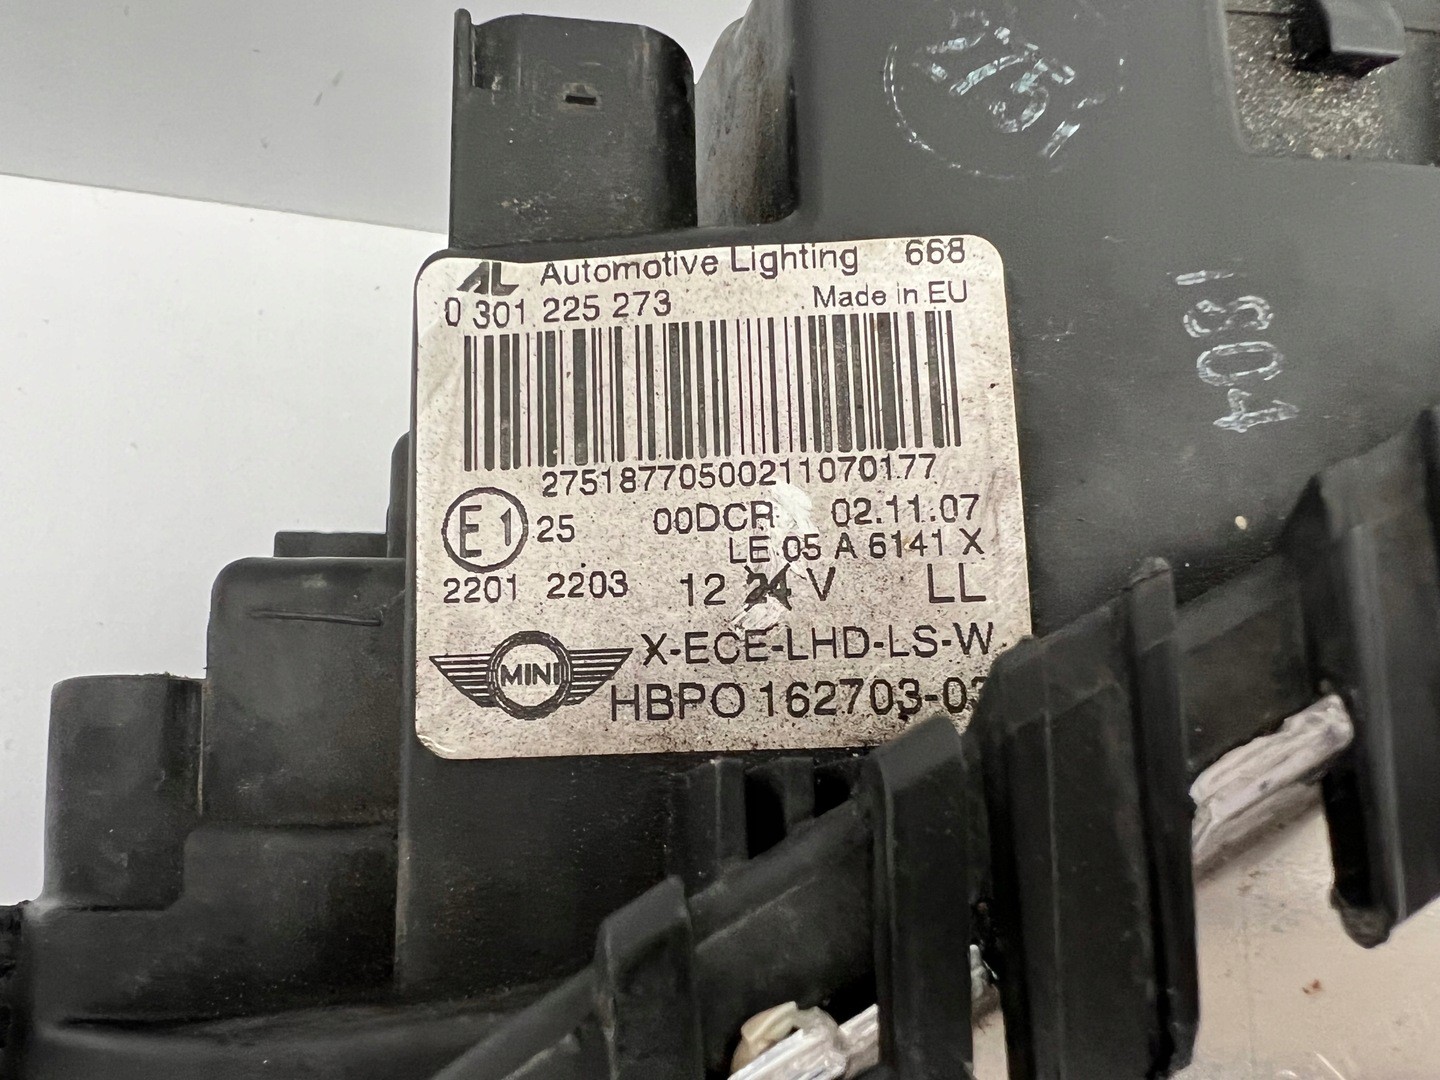 AL Automotive Lighting 668
0 301 225 273 Made in EU
27518770500211070177
E1 25 00DCR 02.11.07
LE 05 A 6141 X
2201 2203 12 24 V LL
MINI X-ECE-LHD-LS-W
HBPO 162703-03
1804